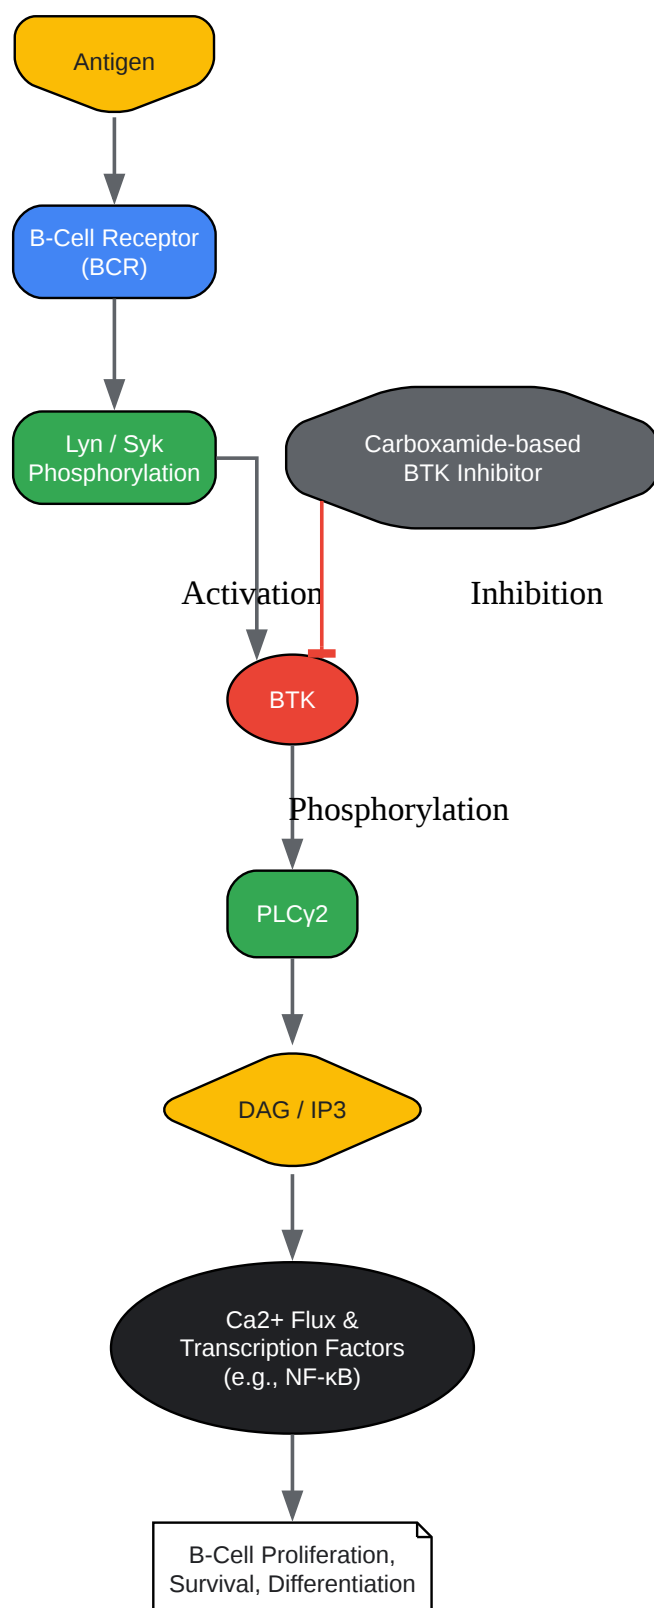 Antigen
B-Cell Receptor
(BCR)
Lyn / Syk
Phosphorylation
Carboxamide-based
BTK Inhibitor
Activation
Inhibition
BTK
Phosphorylation
PLCγ2
DAG / IP3
Ca2+ Flux &
Transcription Factors
(e.g., NF-κB)
B-Cell Proliferation,
Survival, Differentiation